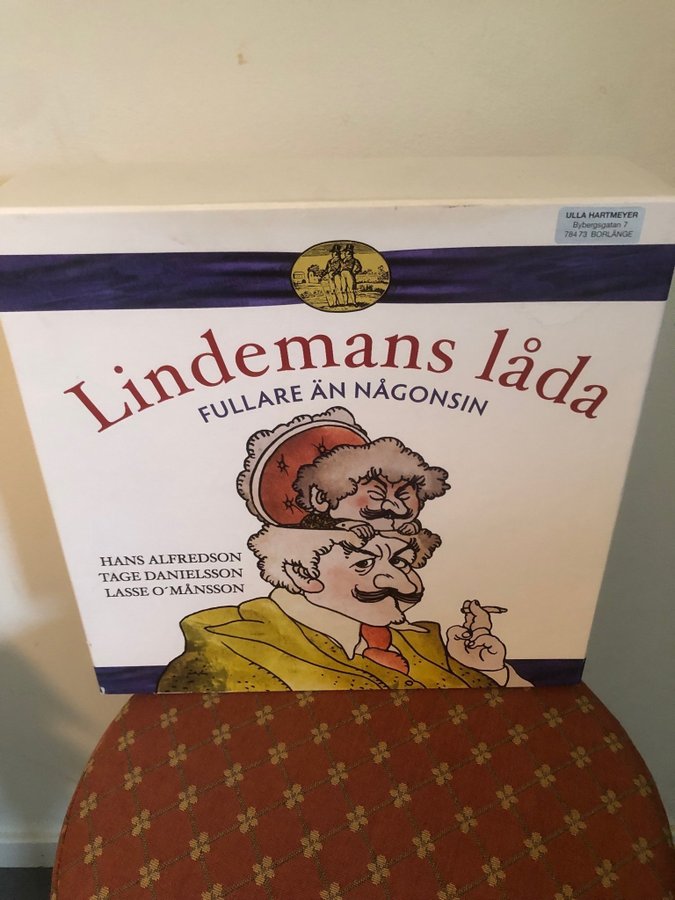 ULLA HARTMEYER
Bybergsgatan 7
784 73 BORLÄNGE
Lindemans låda
FULLARE ÄN NÅGONSIN
HANS ALFREDSON
TAGE DANIELSSON
LASSE O´MÅNSSON